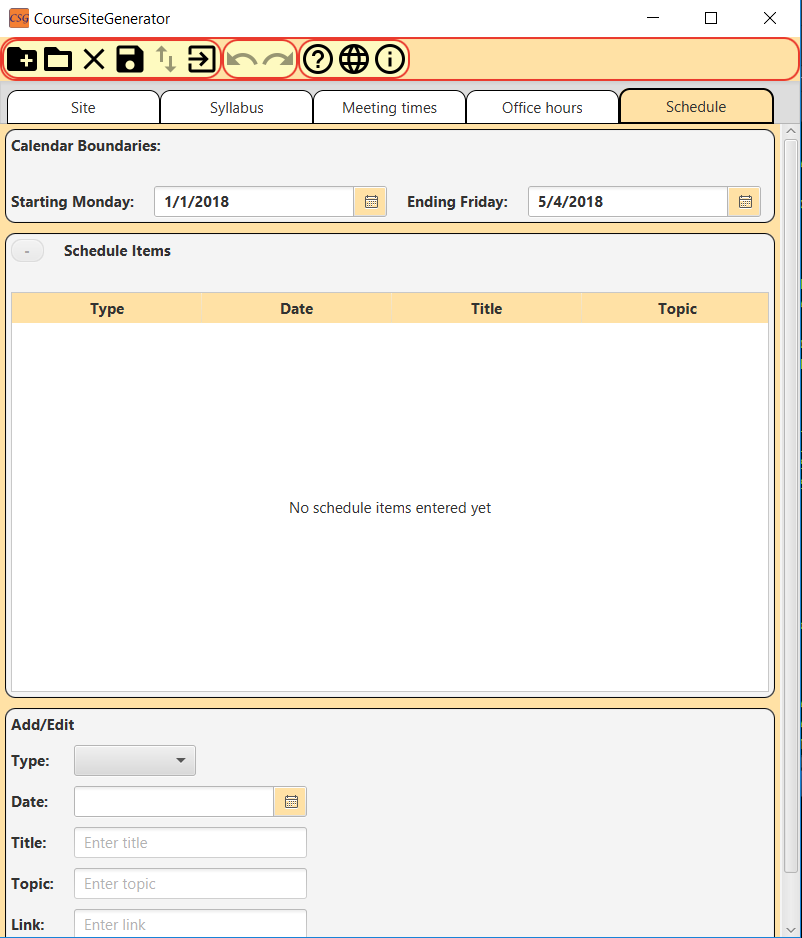 CSG CourseSiteGenerator
Site Syllabus Meeting times Office hours Schedule
Calendar Boundaries:
Starting Monday: 1/1/2018 Ending Friday: 5/4/2018
- Schedule Items
Type Date Title Topic
No schedule items entered yet
Add/Edit
Type:
Date:
Title: Enter title
Topic: Enter topic
Link: Enter link